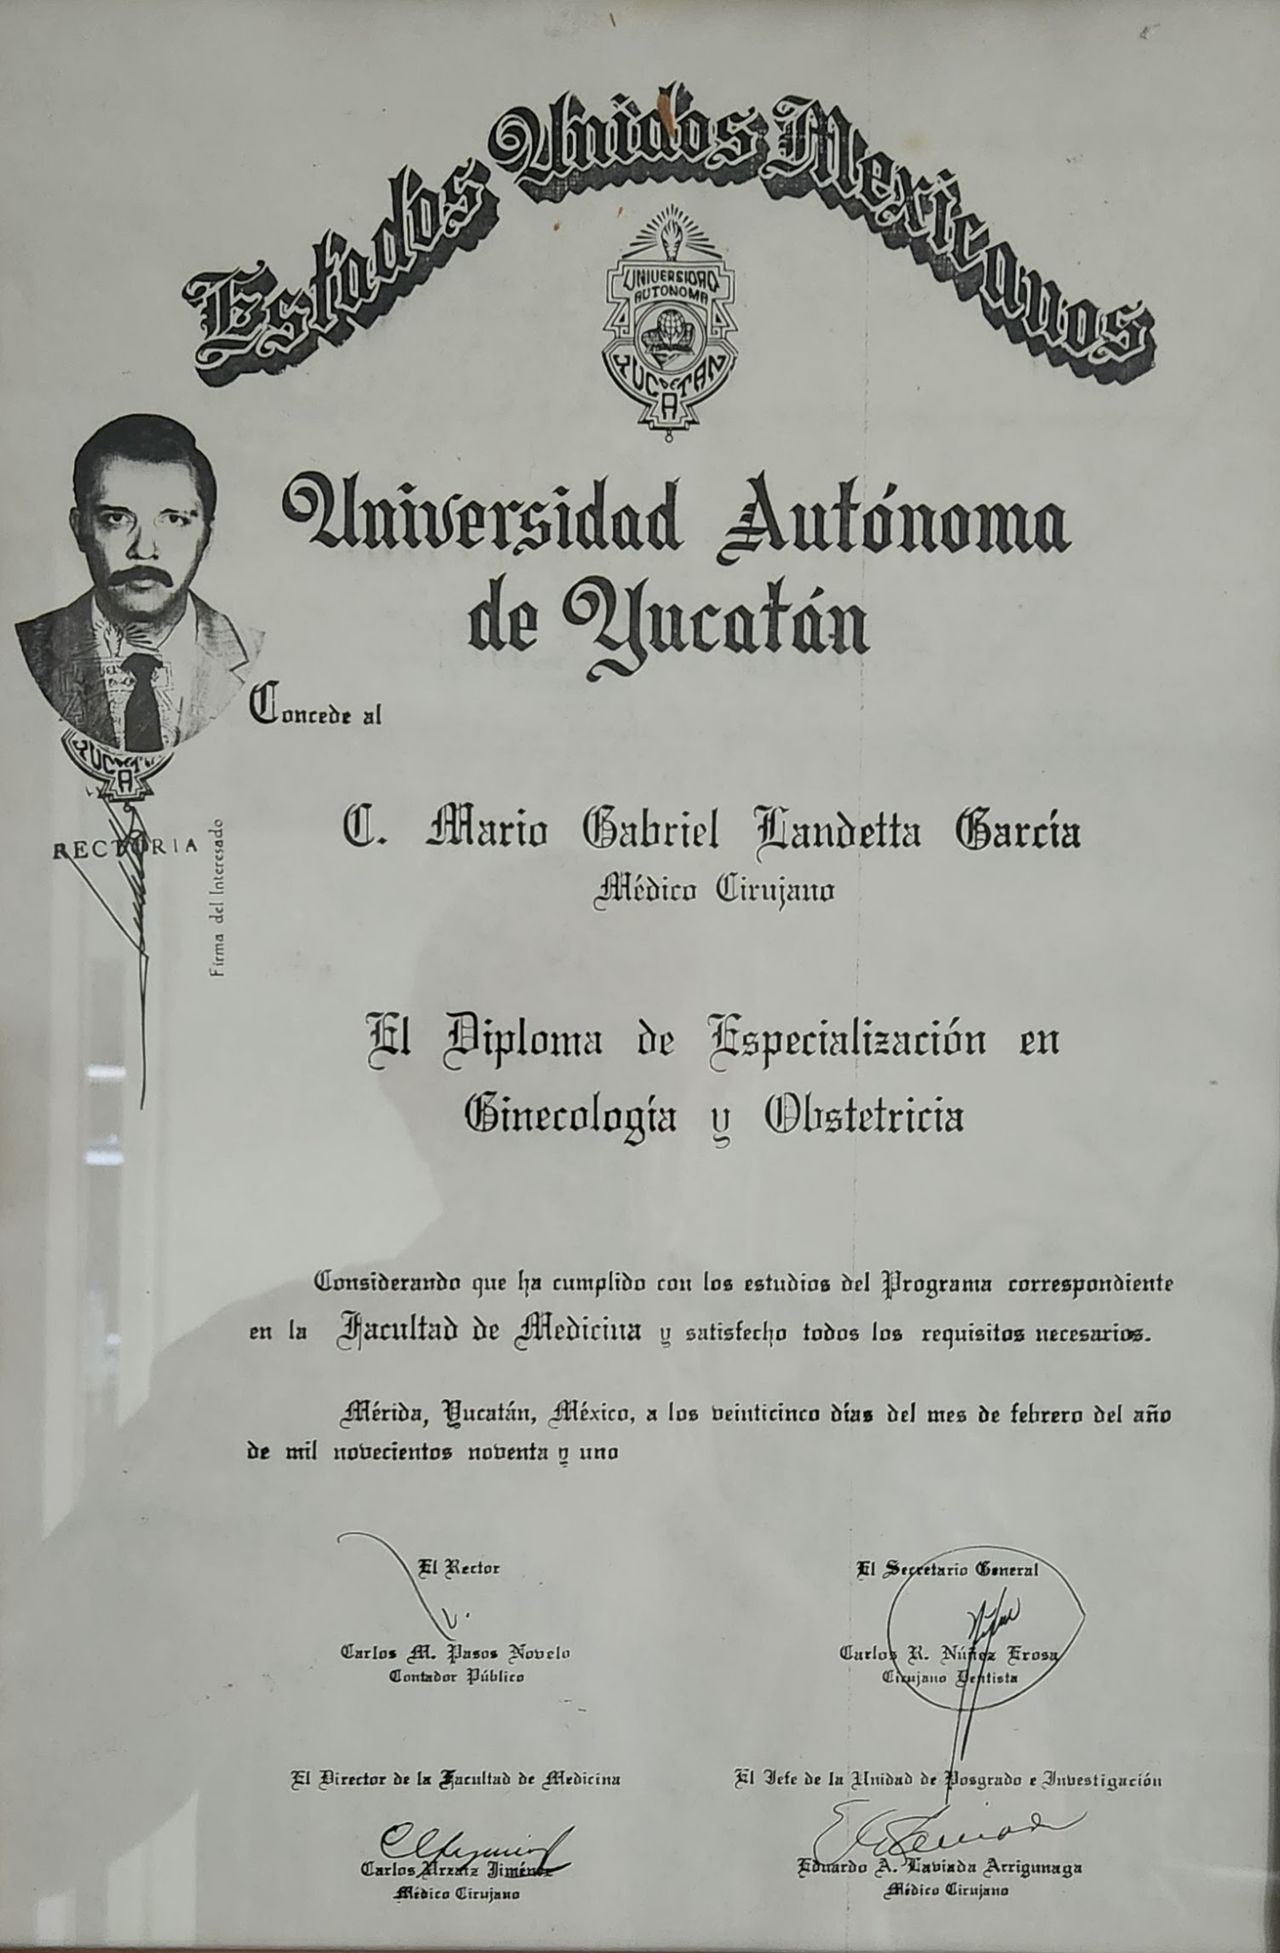 Estados Unidos Mexicanos
UNIVERSIDAD
AUTONOMA
DE
YUCATAN
Universidad Autónoma
de Yucatán
Concede al
C. Mario Gabriel Landetta García
Médico Cirujano
RECTORIA
Firma del Interesado
El Diploma de Especialización en
Ginecología y Obstetricia
Considerando que ha cumplido con los estudios del Programa correspondiente
en la Facultad de Medicina y satisfecho todos los requisitos necesarios.
Mérida, Yucatán, México, a los veinticinco días del mes de febrero del año
de mil novecientos noventa y uno
El Rector
Carlos M. Pasos Novelo
Contador Público
El Secretario General
Carlos R. Núñez Erosa
Cirujano Dentista
El Director de la Facultad de Medicina
Carlos Urzaiz Jiménez
Médico Cirujano
El Jefe de la Unidad de Posgrado e Investigación
Eduardo A. Laviada Arrigunaga
Médico Cirujano